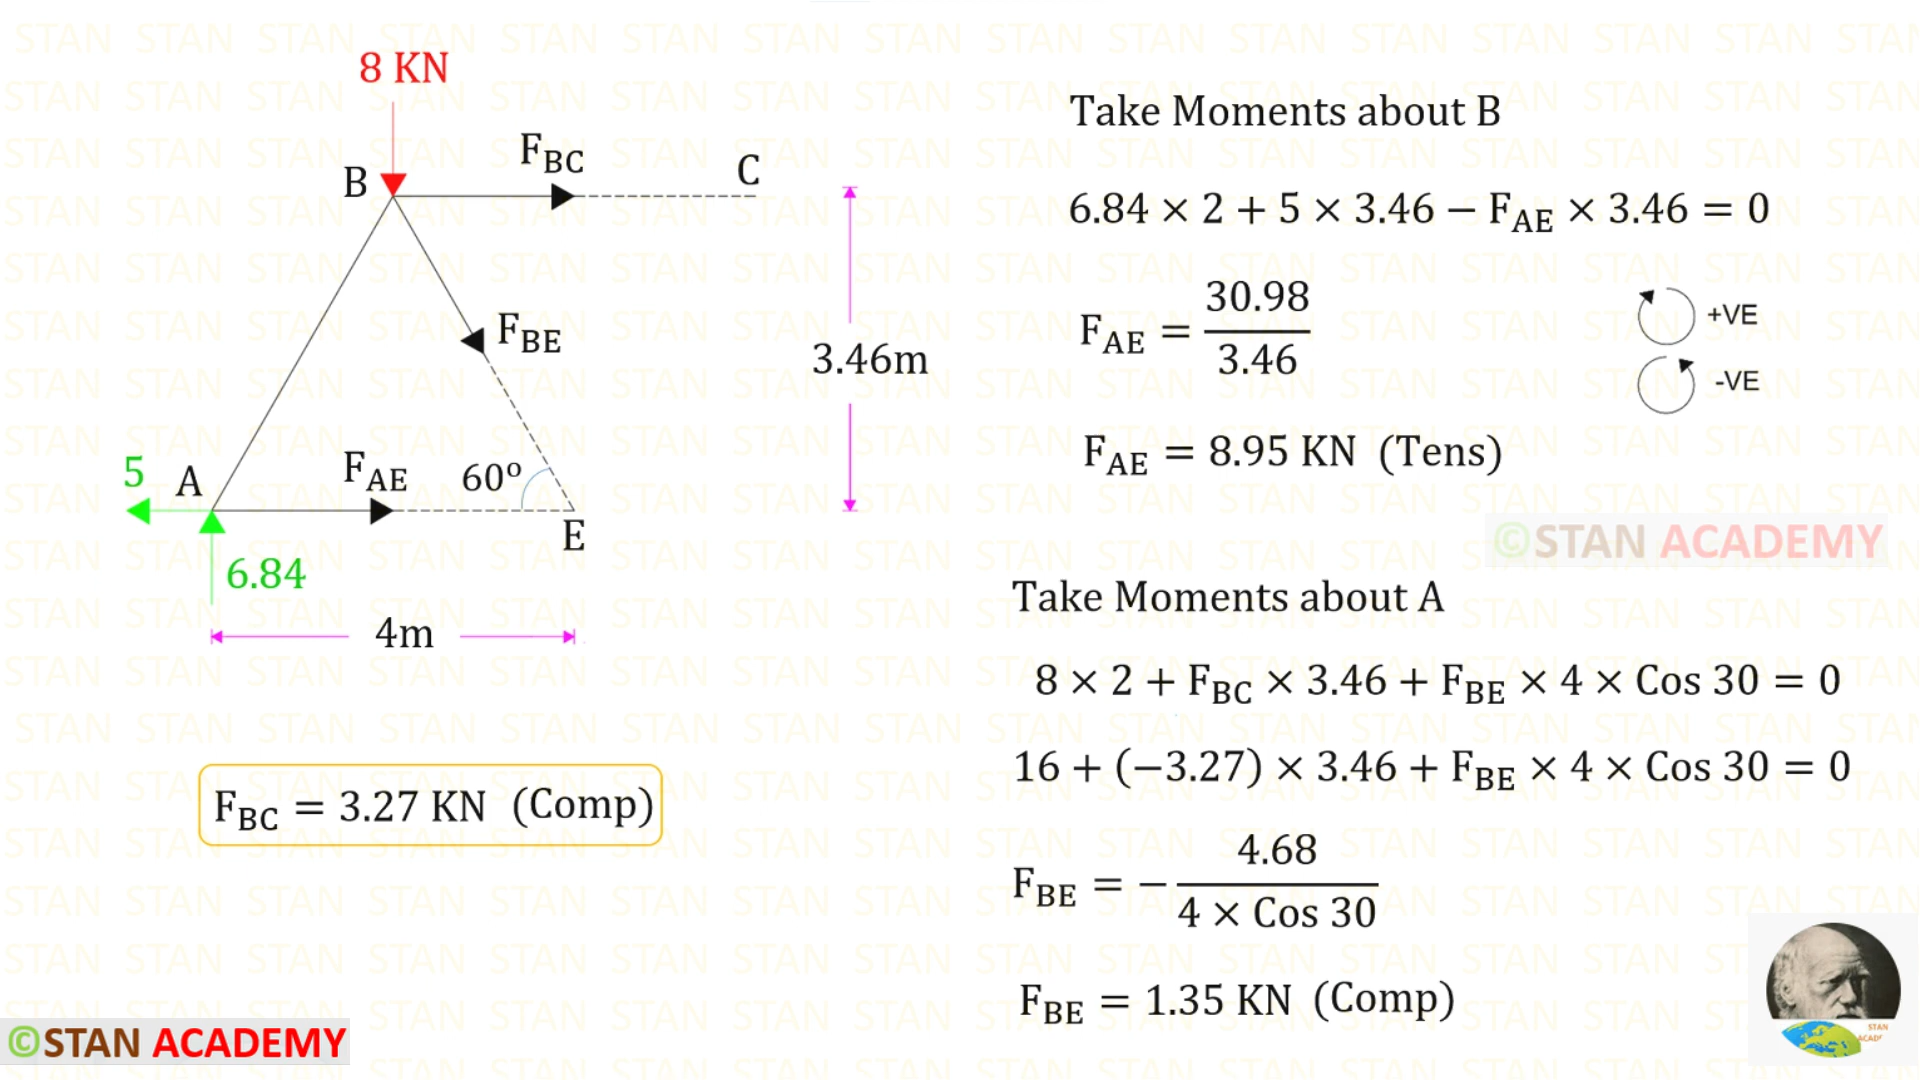 8 KN
B
F_BC
C
F_BE
3.46m
5
A
F_AE
60°
E
6.84
4m
F_BC = 3.27 KN (Comp)
Take Moments about B
6.84 × 2 + 5 × 3.46 − F_AE × 3.46 = 0
F_AE = 30.98 / 3.46
+VE
-VE
F_AE = 8.95 KN (Tens)
©STAN ACADEMY
Take Moments about A
8 × 2 + F_BC × 3.46 + F_BE × 4 × Cos 30 = 0
16 + (−3.27) × 3.46 + F_BE × 4 × Cos 30 = 0
F_BE = − 4.68 / 4 × Cos 30
F_BE = 1.35 KN (Comp)
©STAN ACADEMY
STAN